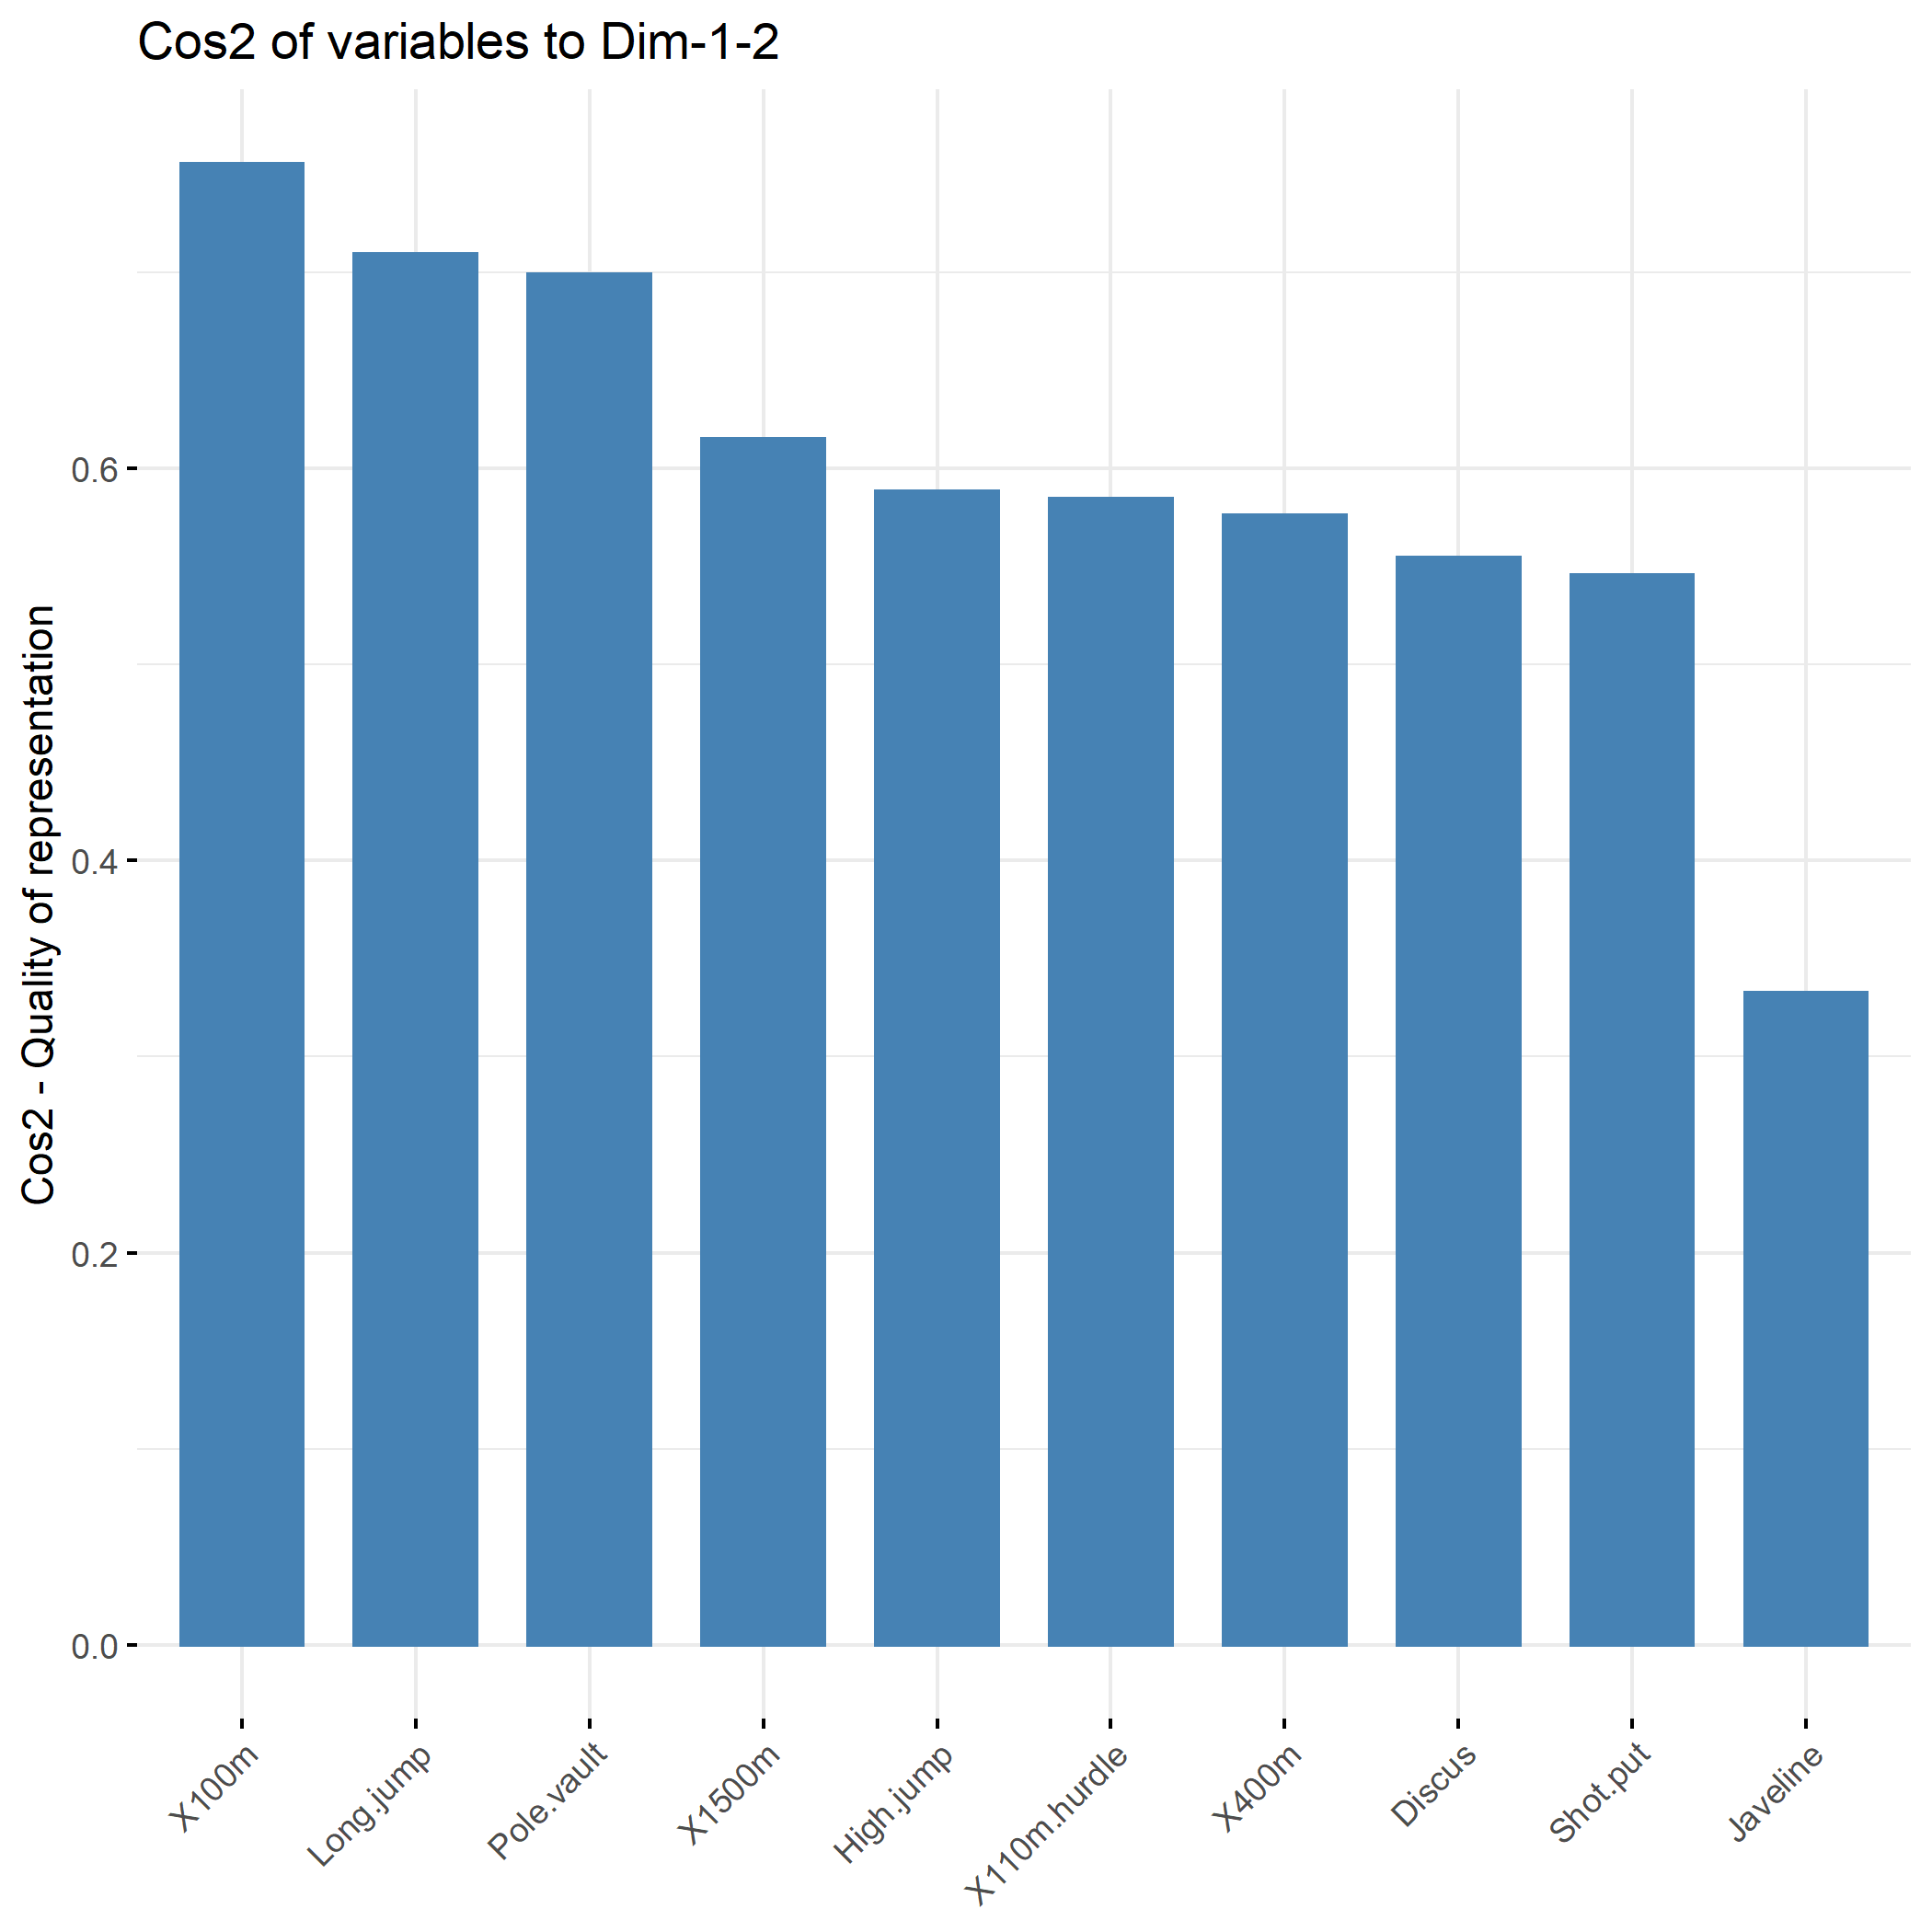 Cos2 of variables to Dim-1-2
Cos2 - Quality of representation
0.6
0.4
0.2
0.0
X100m
Long.jump
Pole.vault
X1500m
High.jump
X110m.hurdle
X400m
Discus
Shot.put
Javeline